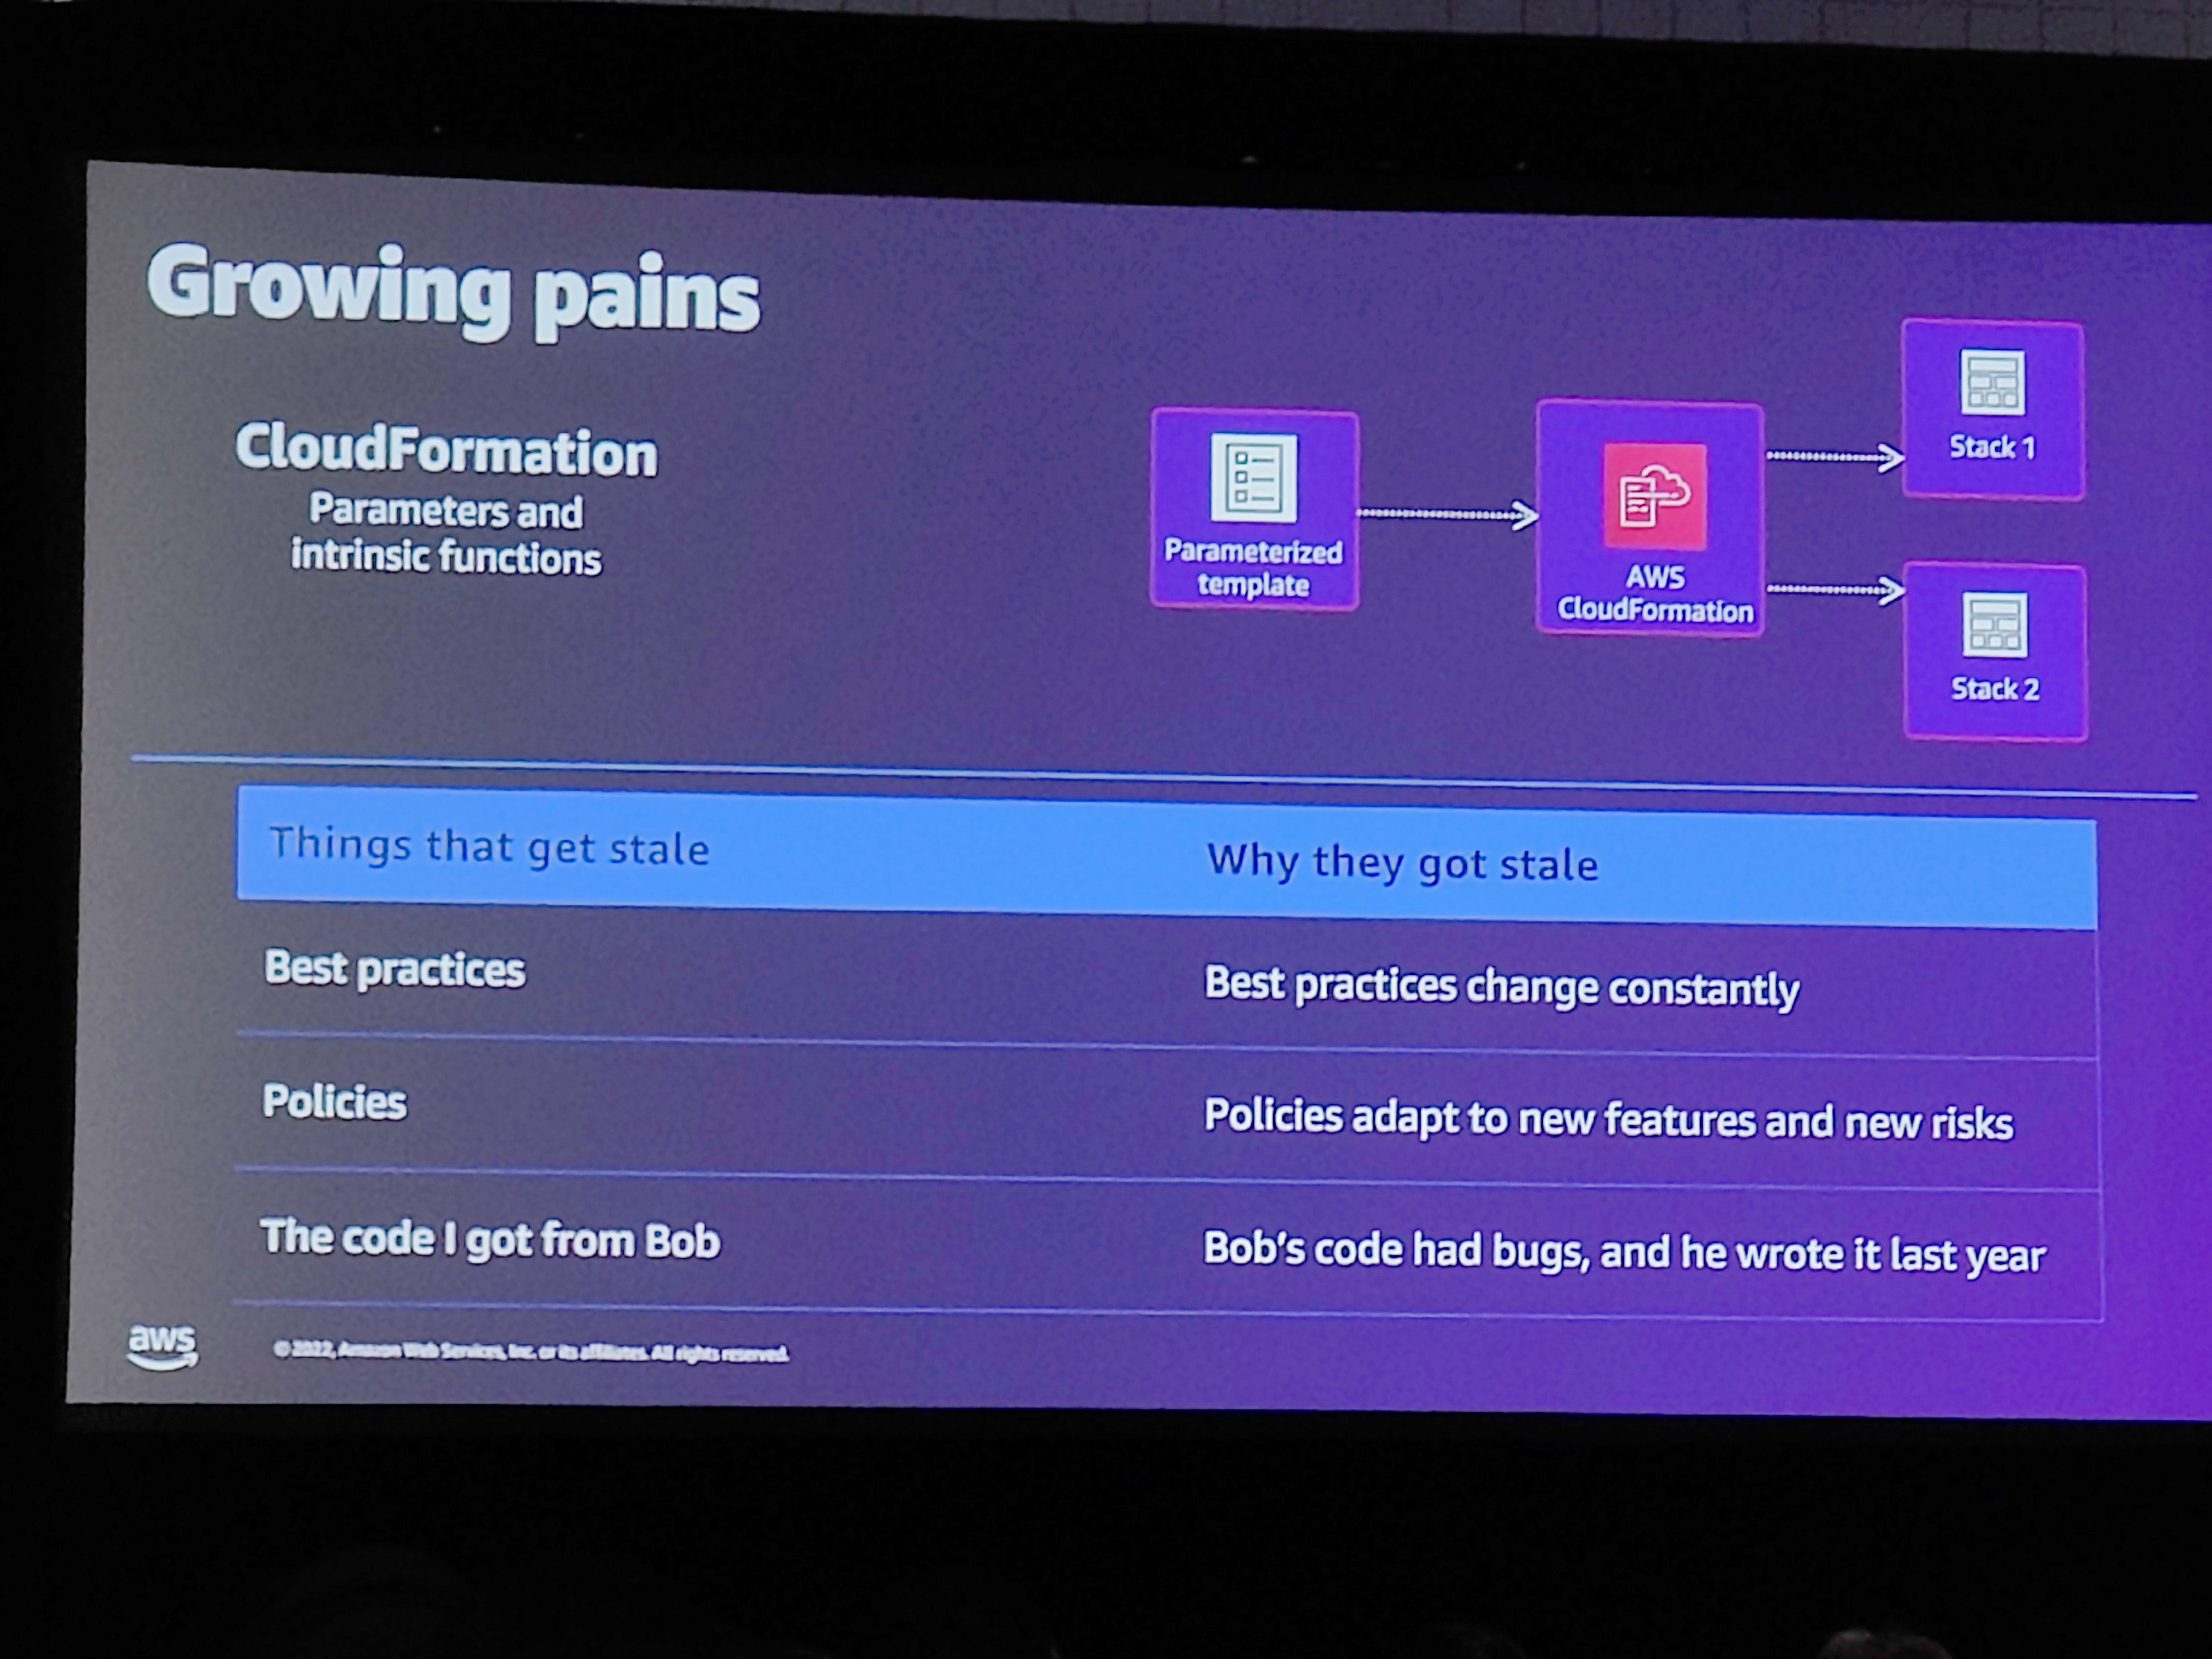 Growing pains
CloudFormation
Parameters and
intrinsic functions
Parameterized
template
AWS
CloudFormation
Stack 1
Stack 2
Things that get stale
Why they got stale
Best practices
Best practices change constantly
Policies
Policies adapt to new features and new risks
The code I got from Bob
Bob's code had bugs, and he wrote it last year
aws
© 2022, Amazon Web Services, Inc. or its affiliates. All rights reserved.